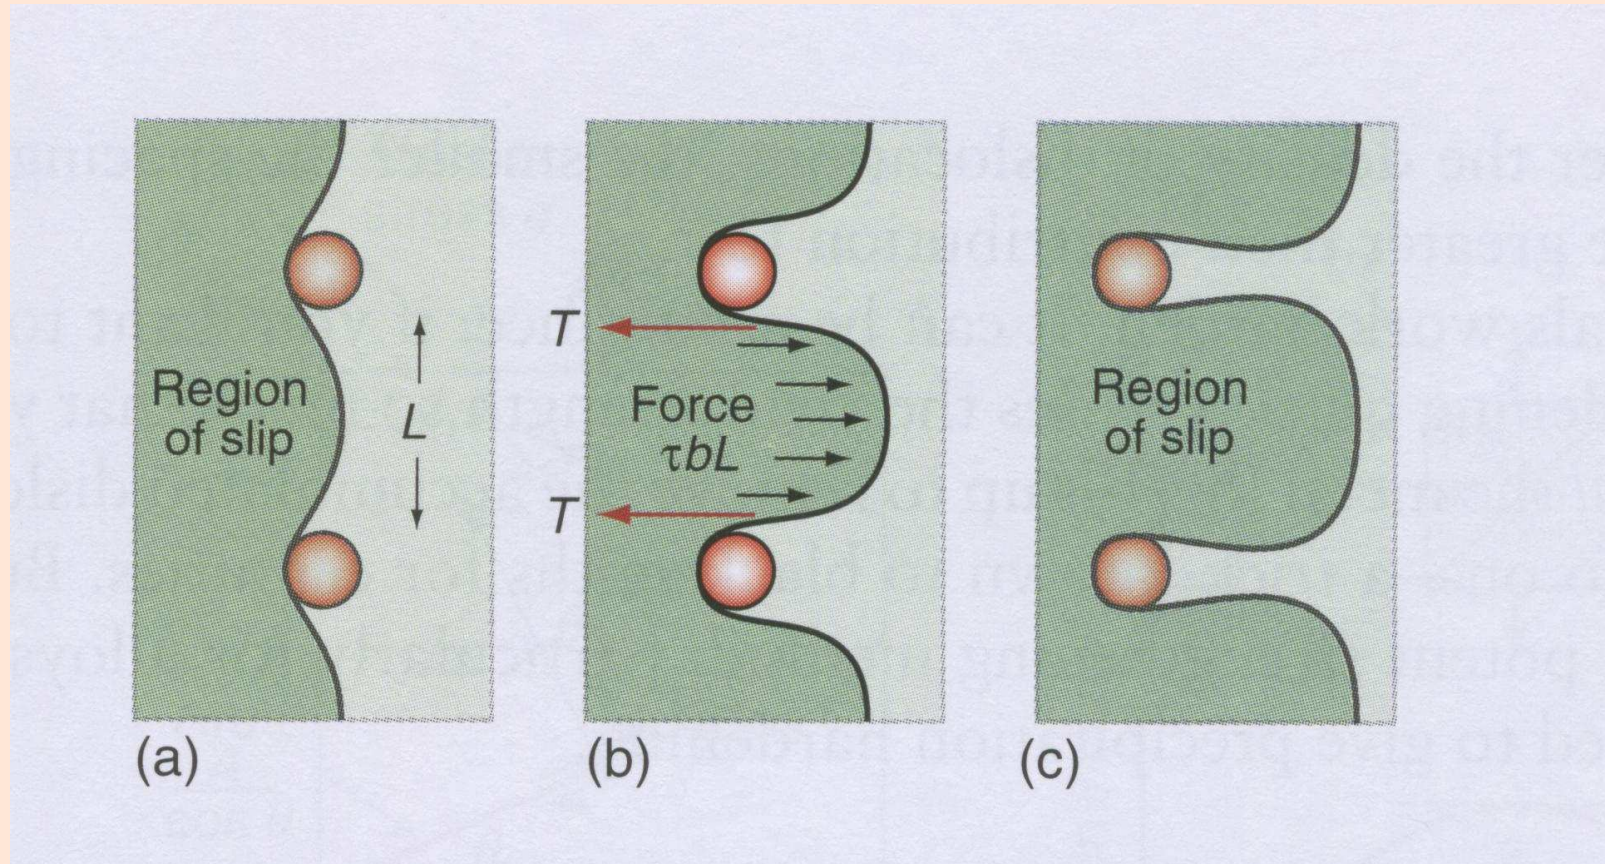 Region
of slip
L
(a)
T
Force
τbL
T
(b)
Region
of slip
(c)